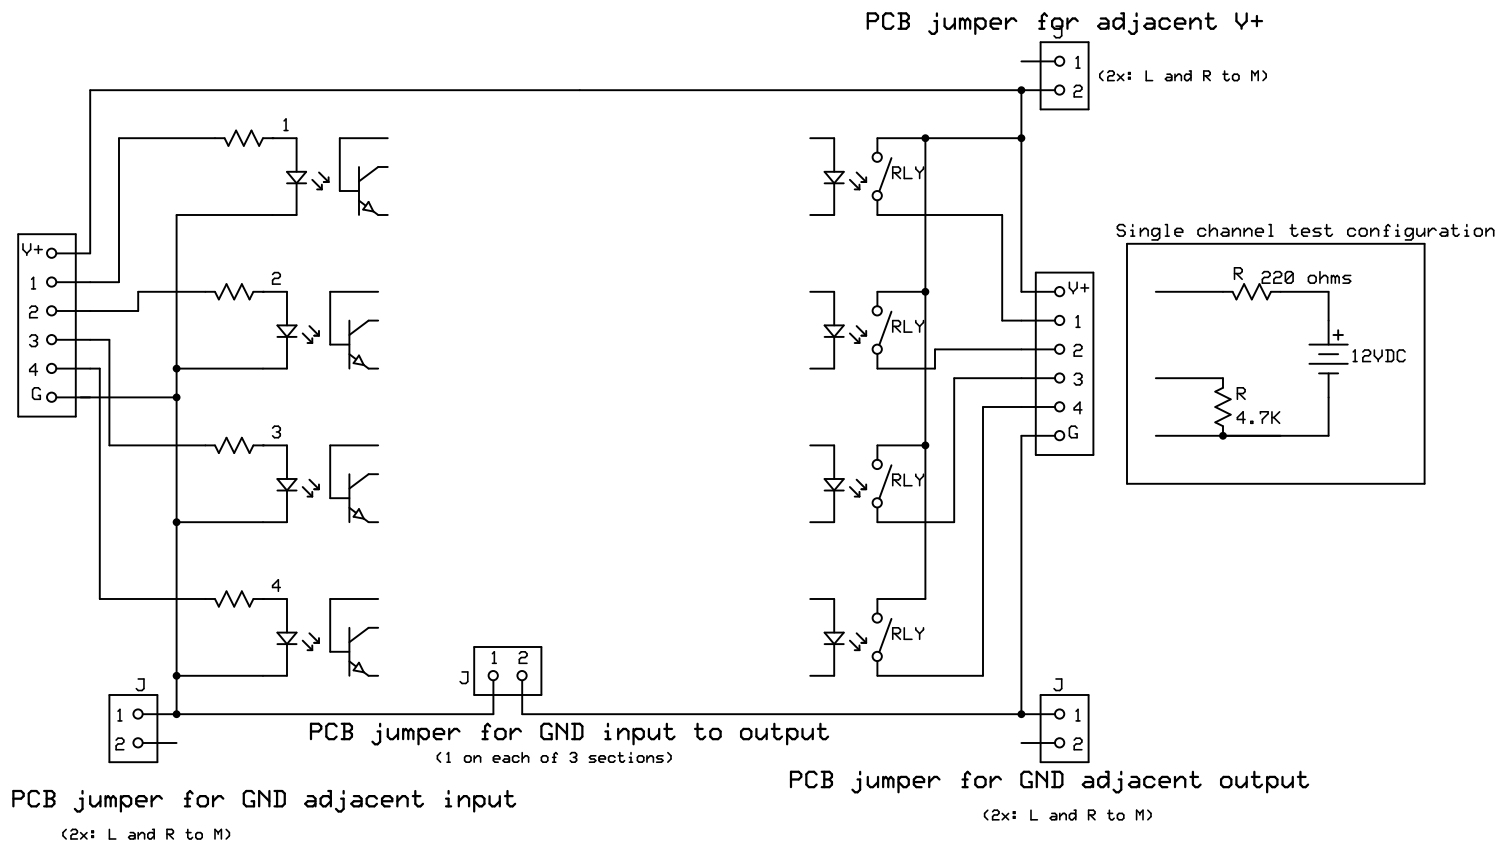 PCB jumper for adjacent V+
J
1
(2x: L and R to M)
2
1
RLY
V+
1
2
3
4
G
2
RLY
3
RLY
4
RLY
V+
1
2
3
4
G
Single channel test configuration
R 220 ohms
+
12VDC
R
4.7K
J
1 2
PCB jumper for GND input to output
(1 on each of 3 sections)
J
1
2
PCB jumper for GND adjacent input
(2x: L and R to M)
J
1
2
PCB jumper for GND adjacent output
(2x: L and R to M)